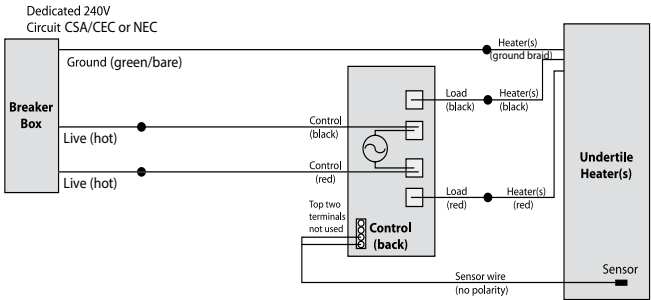 Dedicated 240V
Circuit CSA/CEC or NEC
Ground (green/bare)
Heater(s)
(ground braid)
Breaker
Box
Load
(black)
Heater(s)
(black)
Control
(black)
Live (hot)
Control
(red)
Live (hot)
Undertile
Heater(s)
Load
(red)
Heater(s)
(red)
Top two
terminals
not used
Control
(back)
Sensor
Sensor wire
(no polarity)